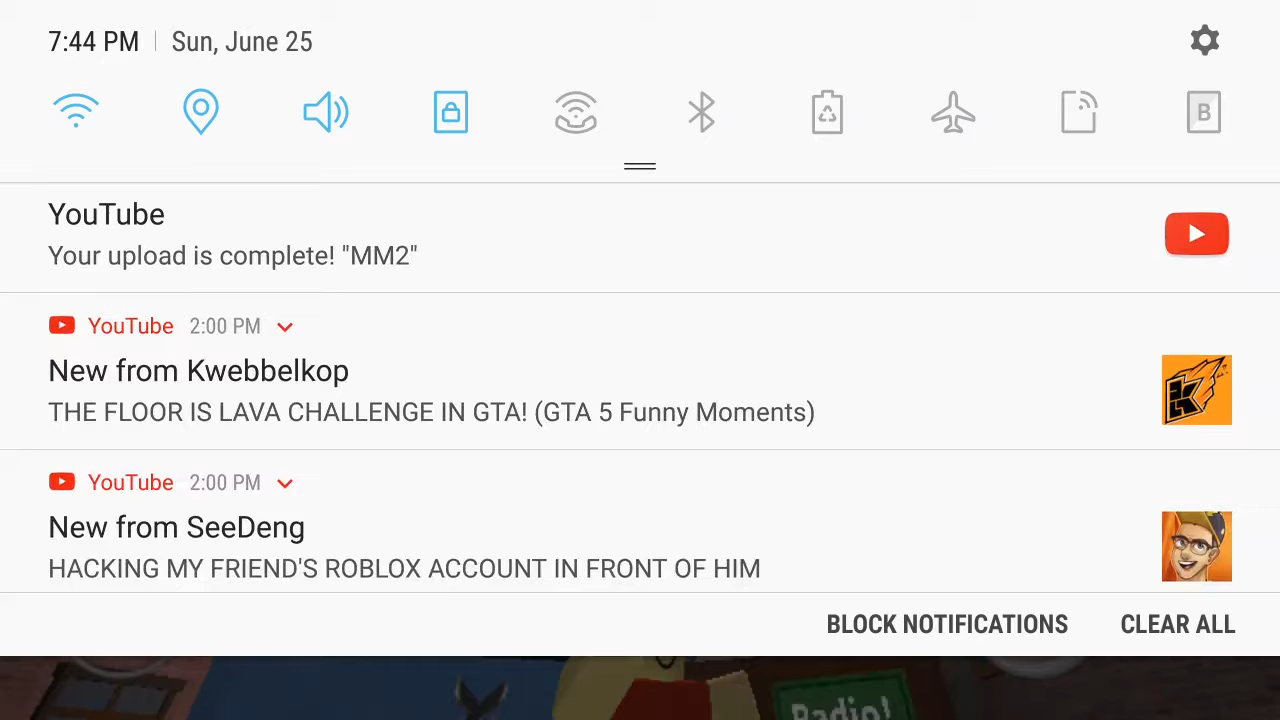 7:44 PM Sun, June 25
B
YouTube
Your upload is complete! "MM2"
YouTube 2:00 PM
New from Kwebbelkop
THE FLOOR IS LAVA CHALLENGE IN GTA! (GTA 5 Funny Moments)
YouTube 2:00 PM
New from SeeDeng
HACKING MY FRIEND'S ROBLOX ACCOUNT IN FRONT OF HIM
BLOCK NOTIFICATIONS CLEAR ALL
Radio!